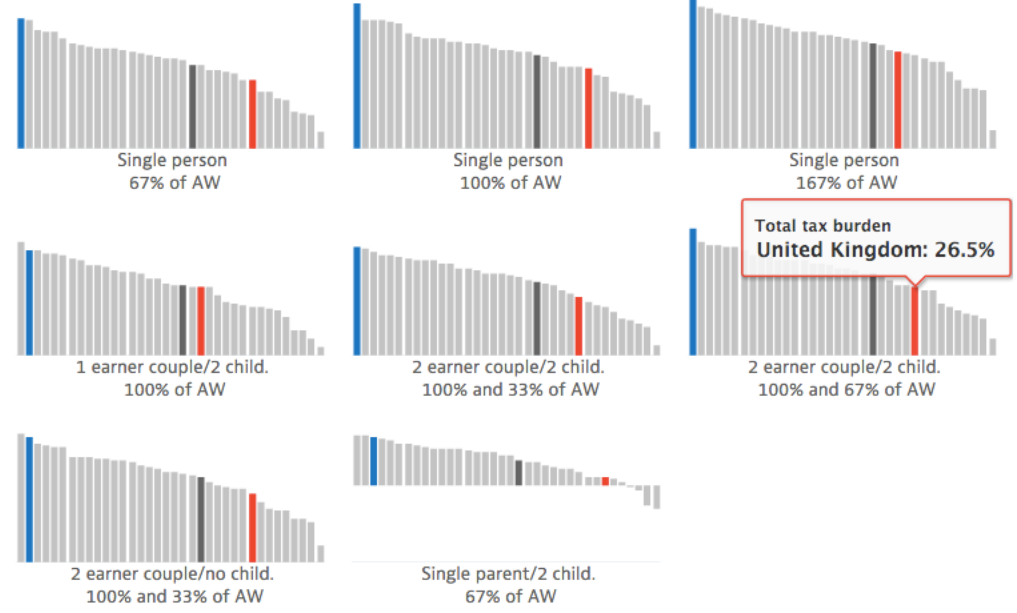 Single person
67% of AW
Single person
100% of AW
Single person
167% of AW
Total tax burden
United Kingdom: 26.5%
1 earner couple/2 child.
100% of AW
2 earner couple/2 child.
100% and 33% of AW
2 earner couple/2 child.
100% and 67% of AW
2 earner couple/no child.
100% and 33% of AW
Single parent/2 child.
67% of AW